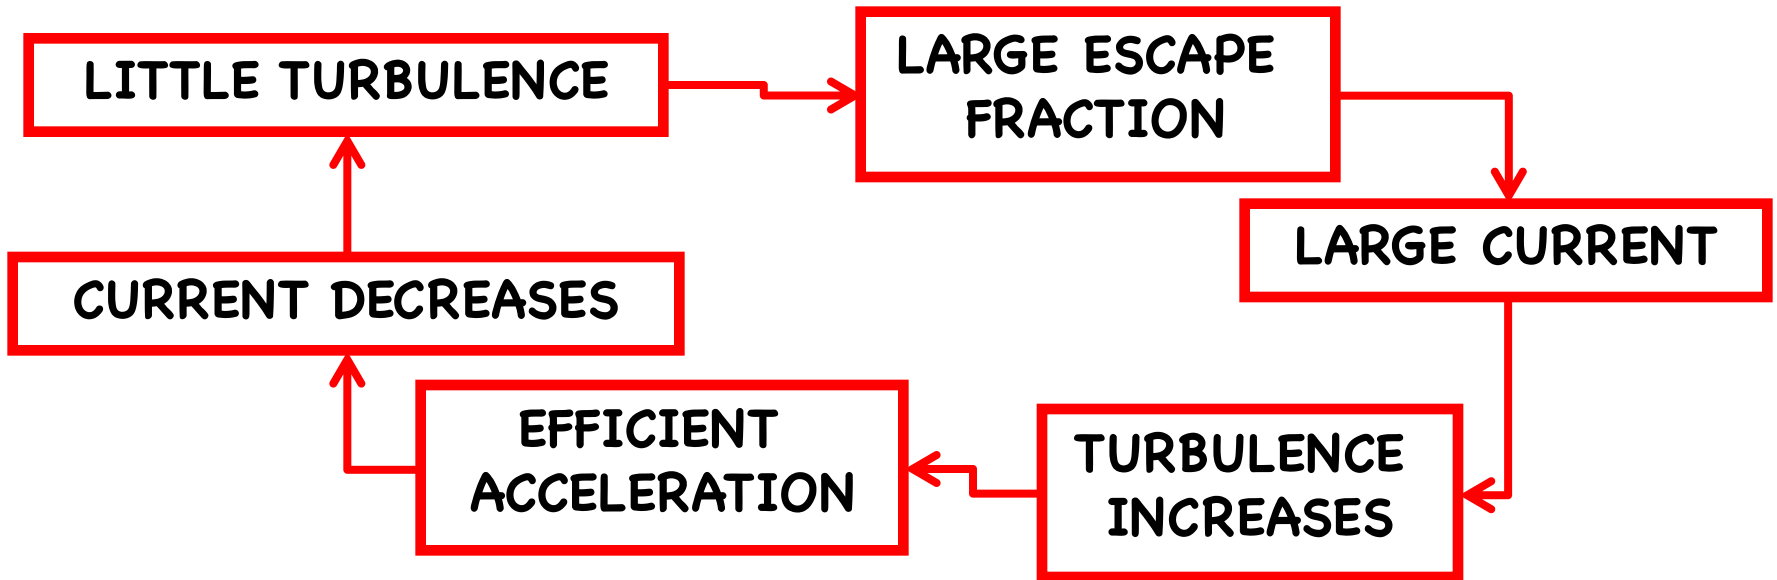 LITTLE TURBULENCE
LARGE ESCAPE
FRACTION
LARGE CURRENT
TURBULENCE
INCREASES
EFFICIENT
ACCELERATION
CURRENT DECREASES